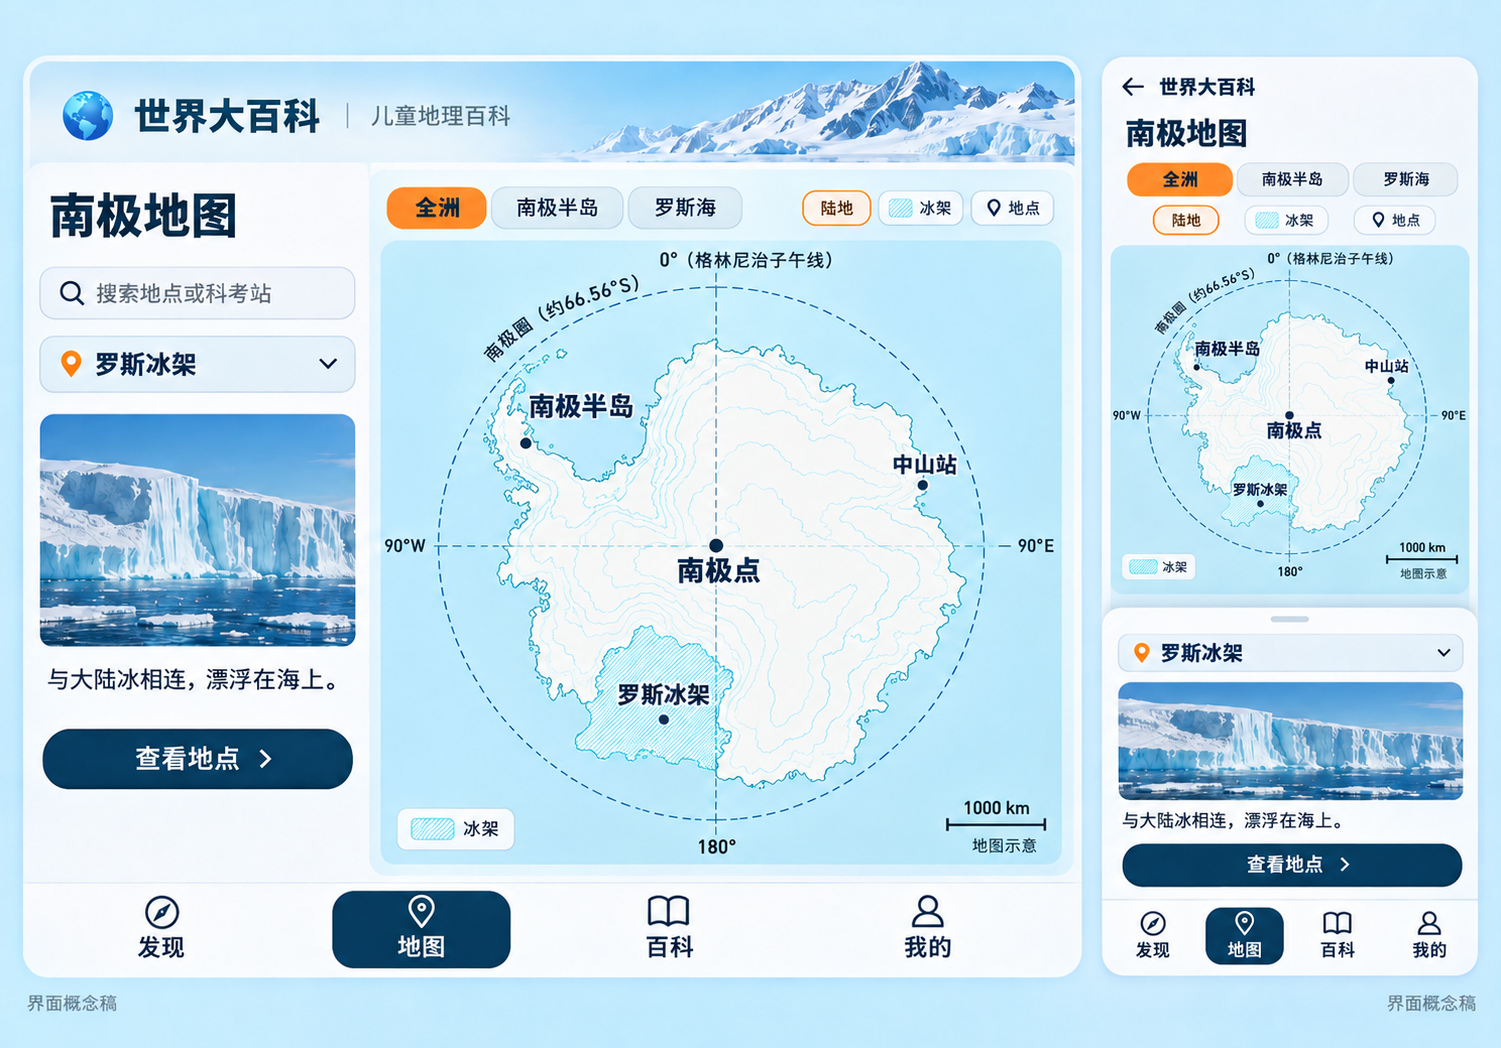 世界大百科 | 儿童地理百科
南极地图
搜索地点或科考站
罗斯冰架
与大陆冰相连，漂浮在海上。
查看地点
全洲 南极半岛 罗斯海 陆地 冰架 地点
0°（格林尼治子午线）
南极圈（约66.56°S）
南极半岛
中山站
90°W
90°E
南极点
罗斯冰架
冰架
1000 km
地图示意
180°
发现 地图 百科 我的
界面概念稿
世界大百科
南极地图
全洲 南极半岛 罗斯海
陆地 冰架 地点
0°（格林尼治子午线）
南极圈（约66.56°S）
南极半岛
中山站
90°W
90°E
南极点
罗斯冰架
冰架
1000 km
地图示意
180°
罗斯冰架
与大陆冰相连，漂浮在海上。
查看地点
发现 地图 百科 我的
界面概念稿